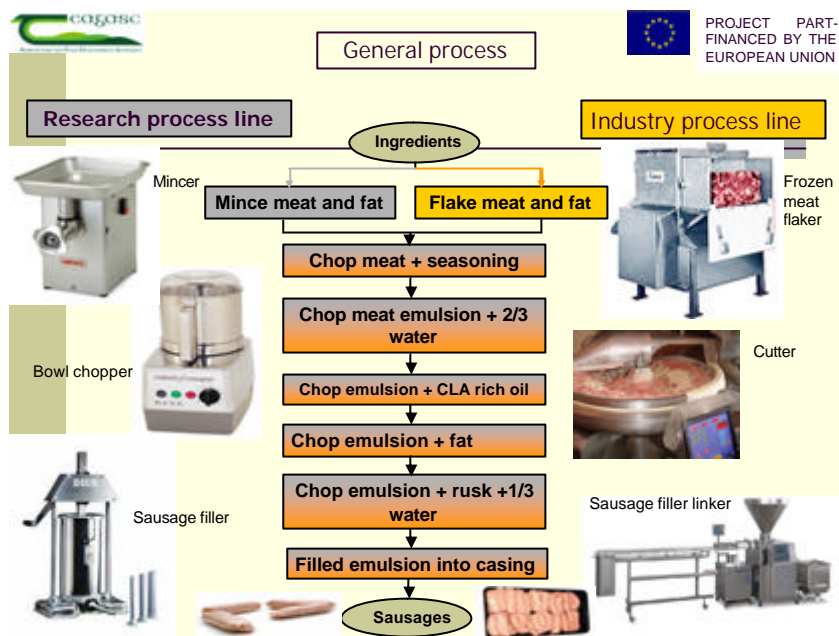 eagasc
General process
PROJECT PART-
FINANCED BY THE
EUROPEAN UNION
Research process line
Industry process line
Ingredients
Mincer
Frozen
meat
flaker
Mince meat and fat
Flake meat and fat
Chop meat + seasoning
Chop meat emulsion + 2/3
water
Bowl chopper
Cutter
Chop emulsion + CLA rich oil
Chop emulsion + fat
Chop emulsion + rusk +1/3
water
Sausage filler
Sausage filler linker
Filled emulsion into casing
Sausages